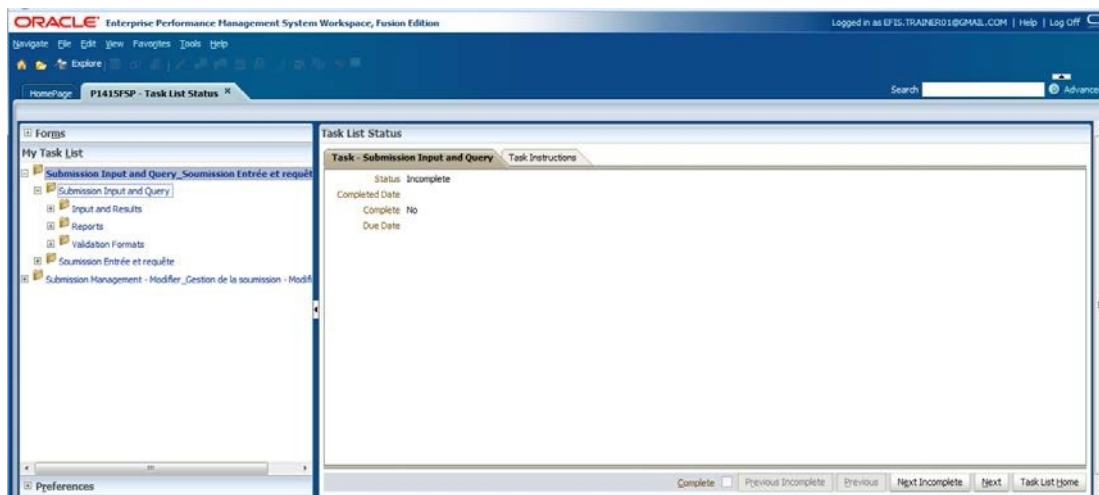 ORACLE Enterprise Performance Management System Workspace, Fusion Edition
Logged in as EFIS.TRAINER01@GMAIL.COM | Help | Log Off
Navigate File Edit View Favorites Tools Help
Explore
HomePage P1415FSP - Task List Status ×
Search Advance
Forms
My Task List
Submission Input and Query_Soumission Entrée et requêt
Submission Input and Query
Input and Results
Reports
Validation Formats
Soumission Entrée et requête
Submission Management - Modifier_Gestion de la soumission - Modifi
Preferences
Task List Status
Task - Submission Input and Query Task Instructions
Status Incomplete
Completed Date
Complete No
Due Date
Complete Previous Incomplete Previous Next Incomplete Next Task List Home